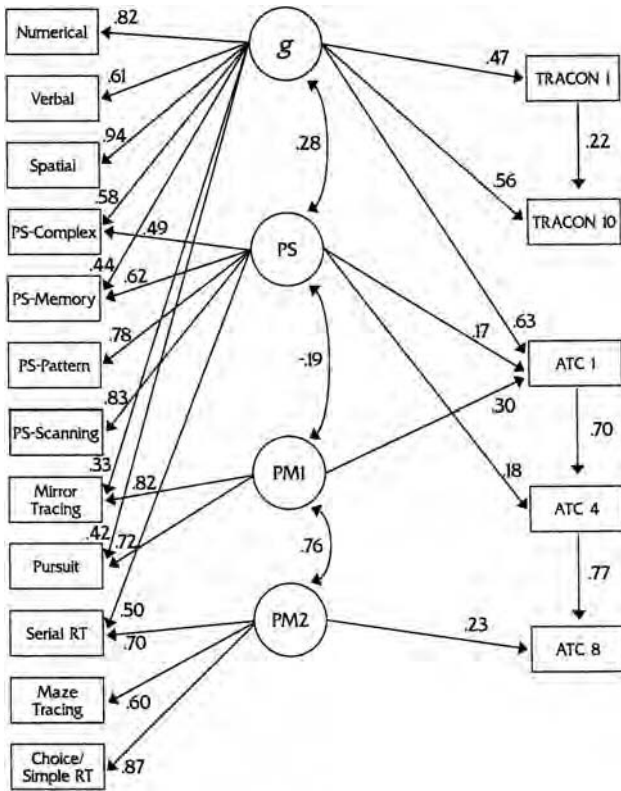 Numerical
.82
g
.47
TRACON 1
Verbal
.61
.22
Spatial
.94
.28
.56
TRACON 10
PS-Complex
.58
.49
PS
PS-Memory
.44
.62
.63
.17
ATC 1
PS-Pattern
.78
-.19
.30
.70
PS-Scanning
.83
.33
Mirror
Tracing
.82
PM1
.18
ATC 4
Pursuit
.42
.72
.76
.77
Serial RT
.50
.70
PM2
.23
ATC 8
Maze
Tracing
.60
Choice/
Simple RT
.87